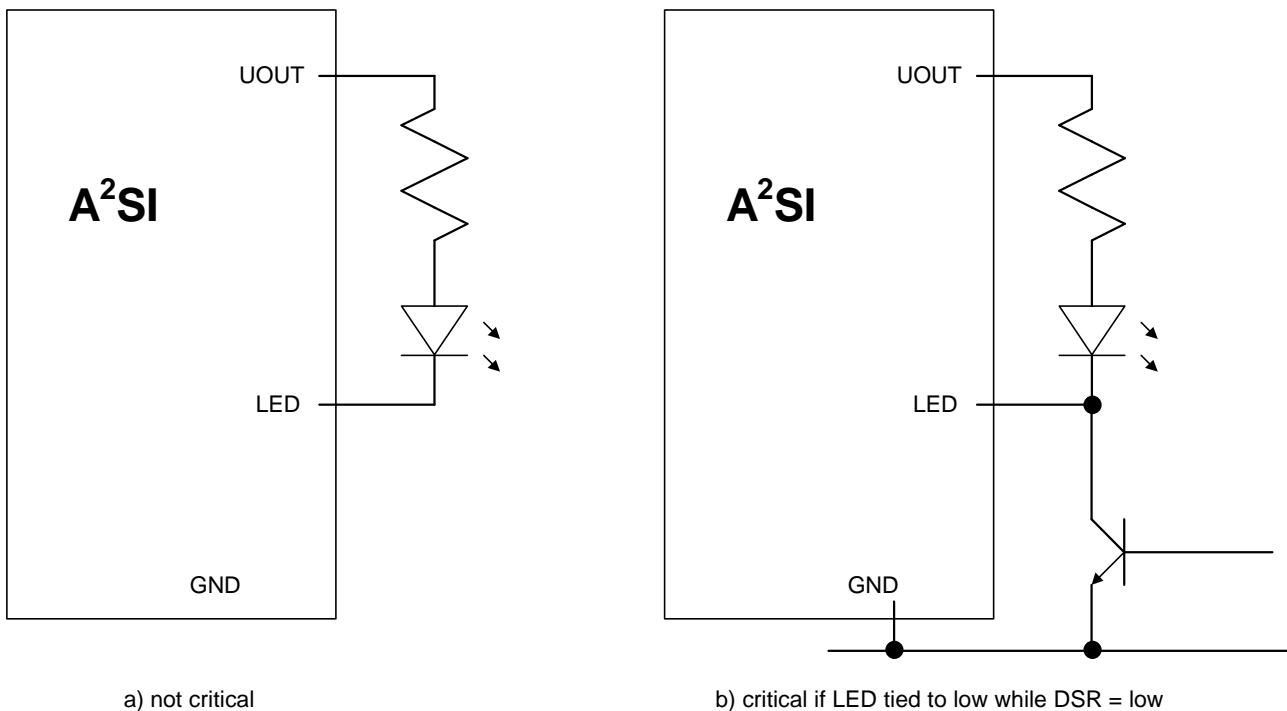 UOUT
A²SI
LED
GND
a) not critical
UOUT
A²SI
LED
GND
b) critical if LED tied to low while DSR = low